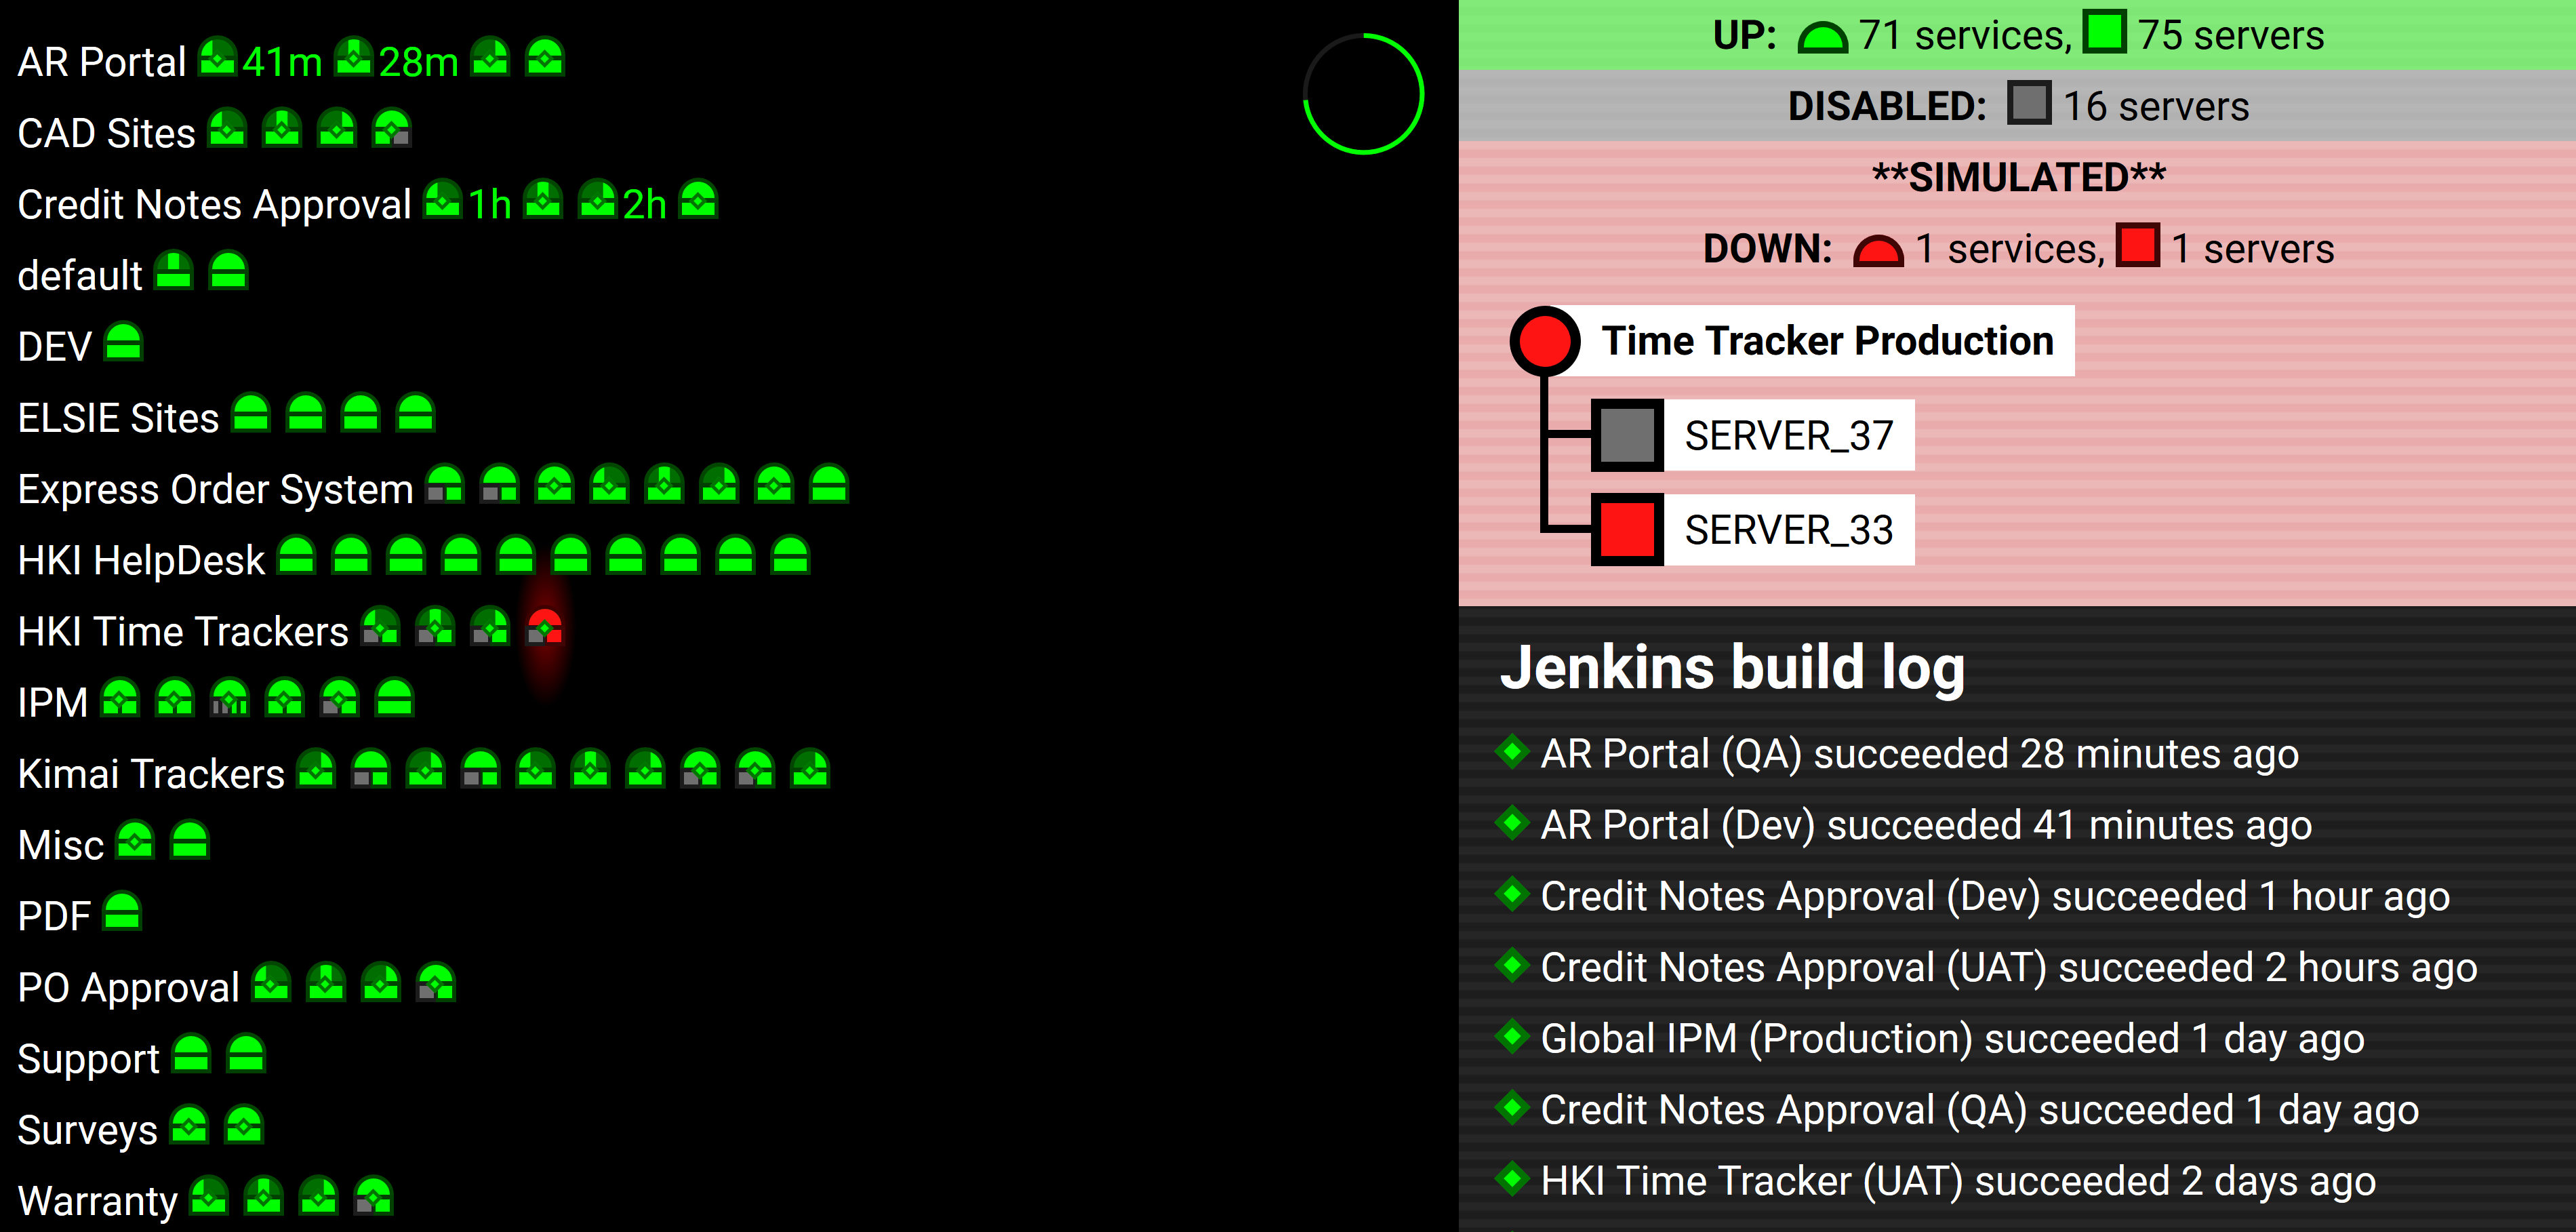 AR Portal 41m 28m
CAD Sites
Credit Notes Approval 1h 2h
default
DEV
ELSIE Sites
Express Order System
HKI HelpDesk
HKI Time Trackers
IPM
Kimai Trackers
Misc
PDF
PO Approval
Support
Surveys
Warranty
UP: 71 services, 75 servers
DISABLED: 16 servers
**SIMULATED**
DOWN: 1 services, 1 servers
Time Tracker Production
SERVER_37
SERVER_33
Jenkins build log
AR Portal (QA) succeeded 28 minutes ago
AR Portal (Dev) succeeded 41 minutes ago
Credit Notes Approval (Dev) succeeded 1 hour ago
Credit Notes Approval (UAT) succeeded 2 hours ago
Global IPM (Production) succeeded 1 day ago
Credit Notes Approval (QA) succeeded 1 day ago
HKI Time Tracker (UAT) succeeded 2 days ago